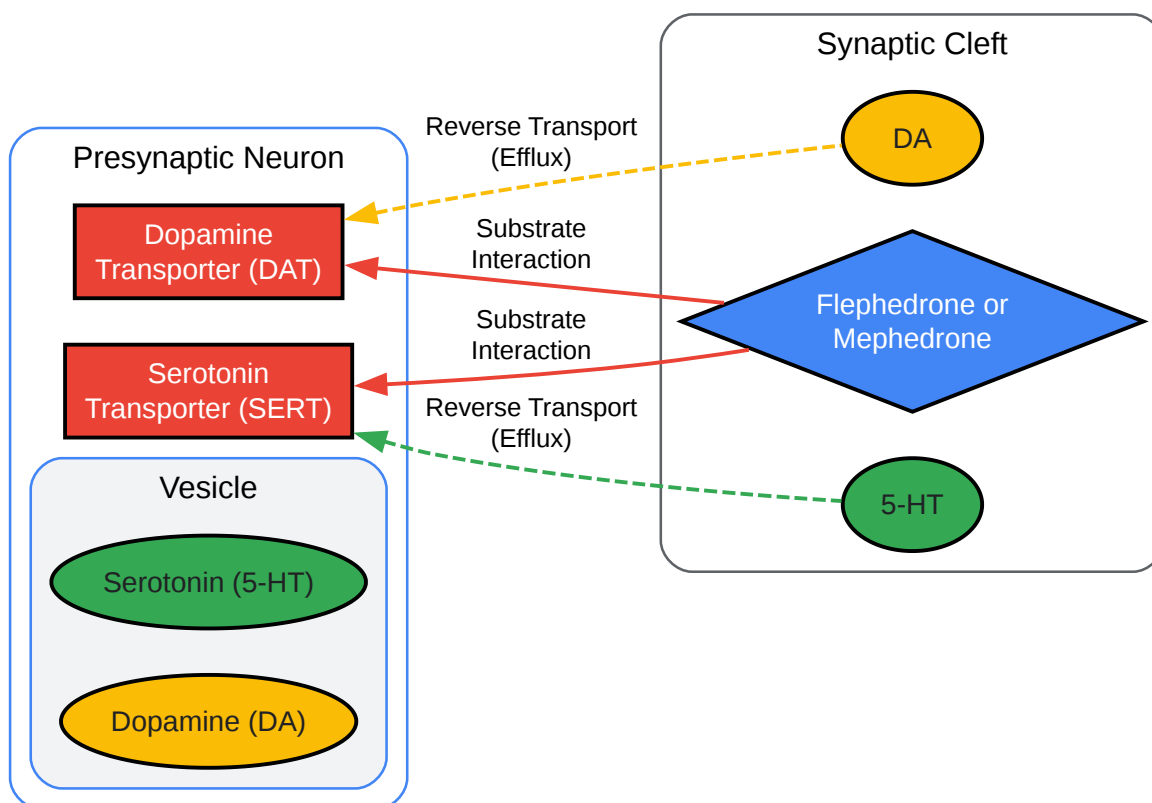 Synaptic Cleft
DA
Reverse Transport
(Efflux)
Presynaptic Neuron
Dopamine
Transporter (DAT)
Substrate
Interaction
Flephedrone or
Mephedrone
Substrate
Interaction
Serotonin
Transporter (SERT)
Reverse Transport
(Efflux)
5-HT
Vesicle
Serotonin (5-HT)
Dopamine (DA)